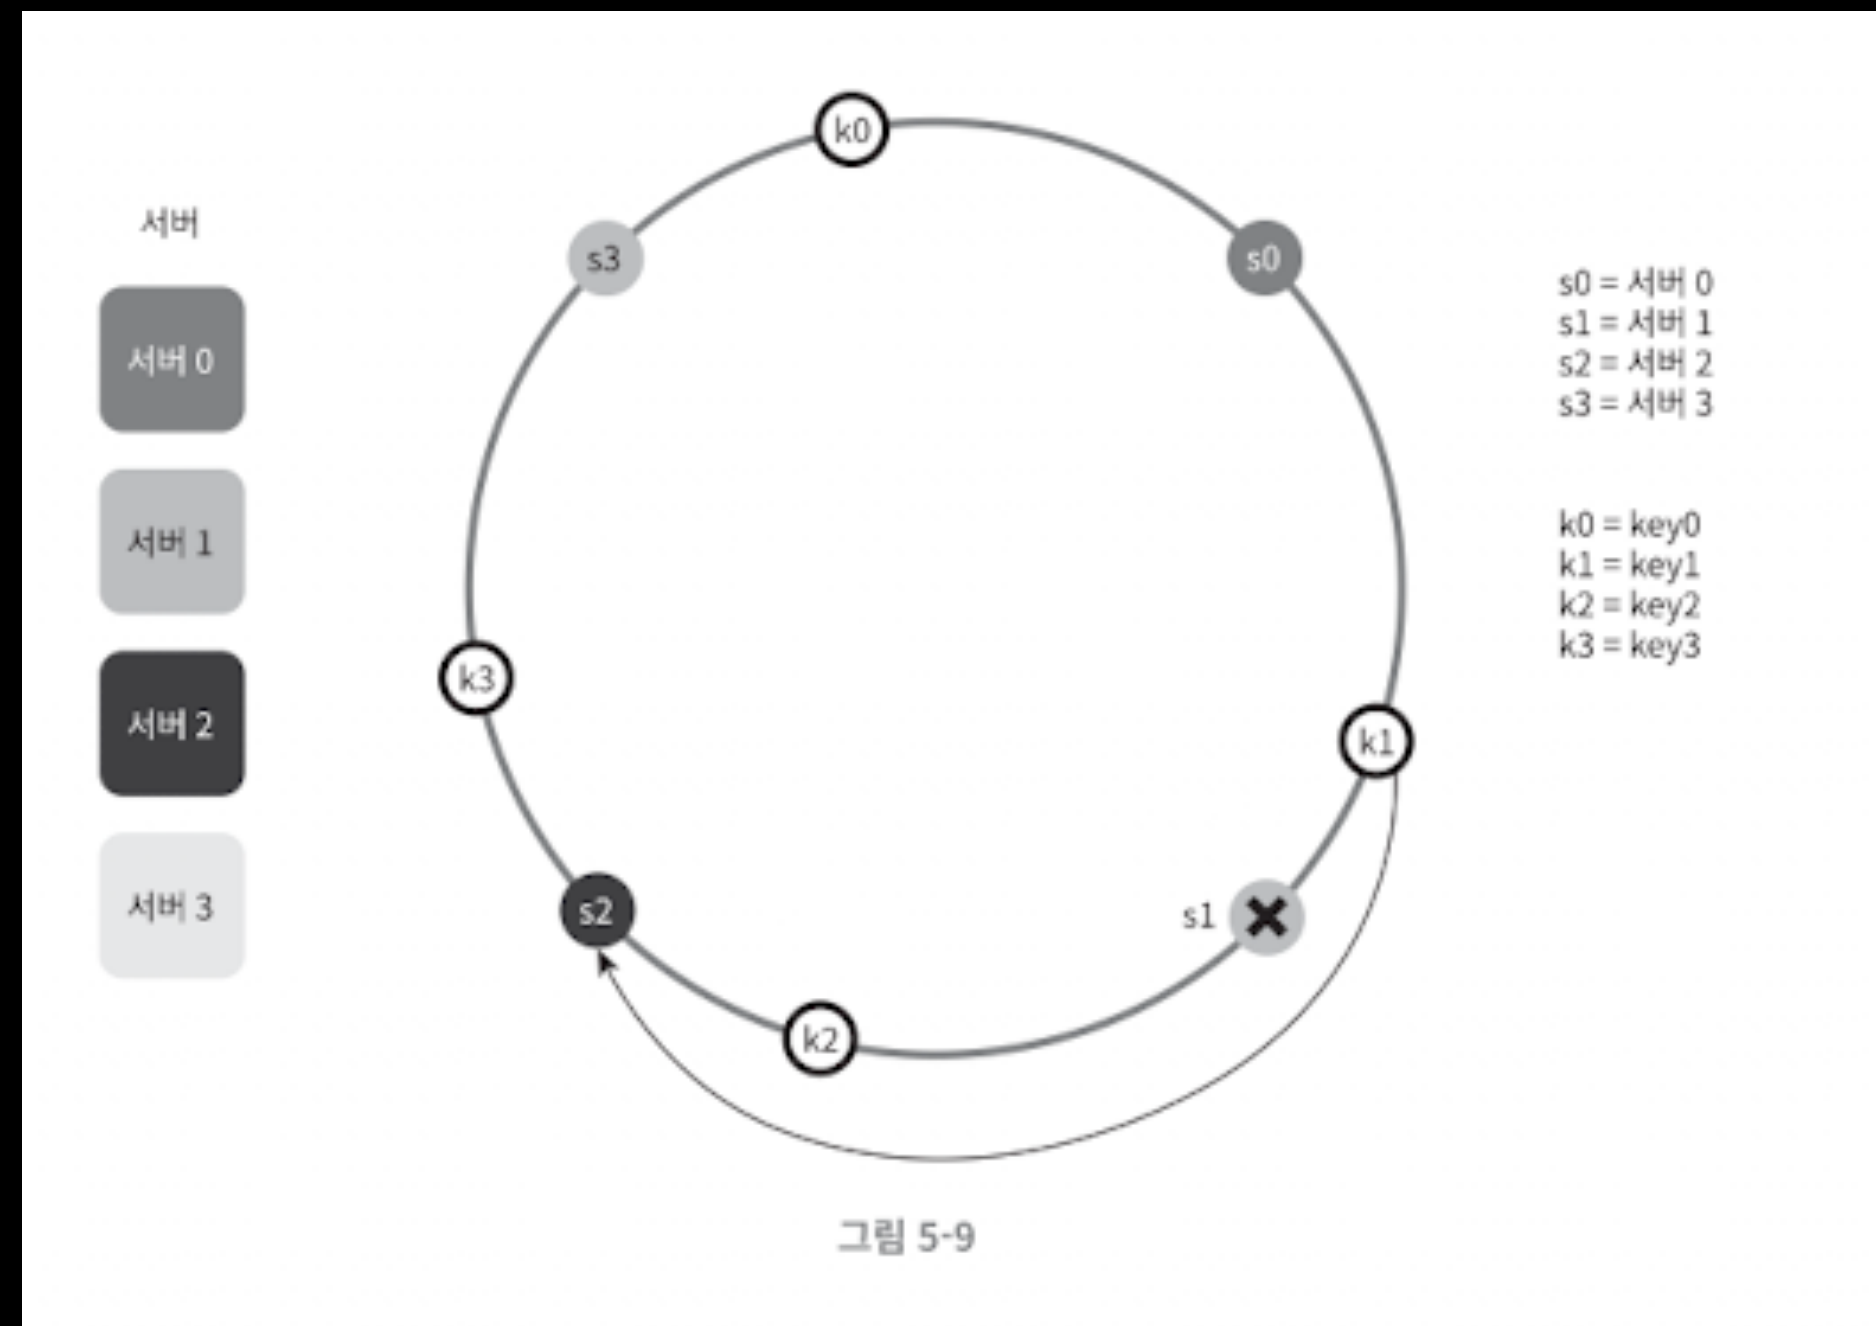 서버
서버 0
서버 1
서버 2
서버 3
k0
s3
s0
k3
k1
s2
s1
k2
s0 = 서버 0
s1 = 서버 1
s2 = 서버 2
s3 = 서버 3
k0 = key0
k1 = key1
k2 = key2
k3 = key3
그림 5-9